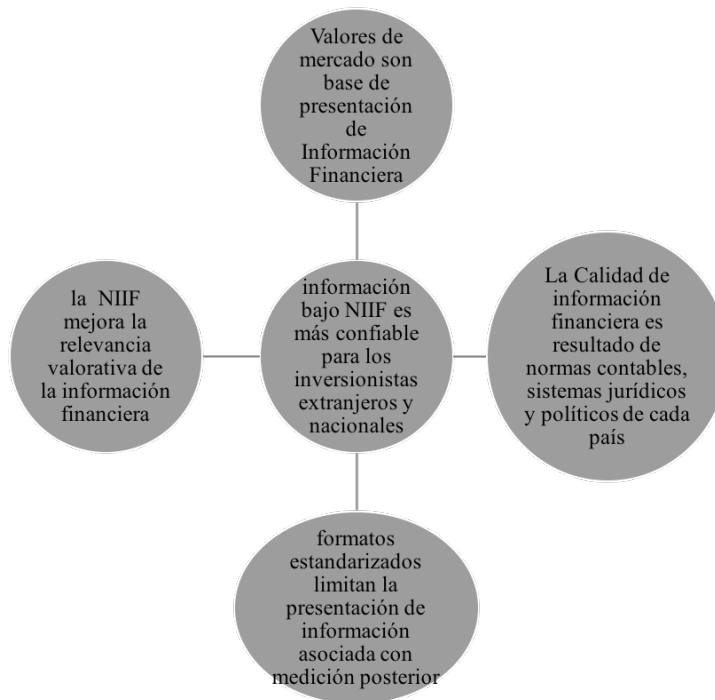 Valores de
mercado son
base de
presentación
de
Información
Financiera
la NIIF
mejora la
relevancia
valorativa de
la información
financiera
información
bajo NIIF es
más confiable
para los
inversionistas
extranjeros y
nacionales
La Calidad de
información
financiera es
resultado de
normas contables,
sistemas jurídicos
y políticos de cada
país
formatos
estandarizados
limitan la
presentación de
información
asociada con
medición posterior